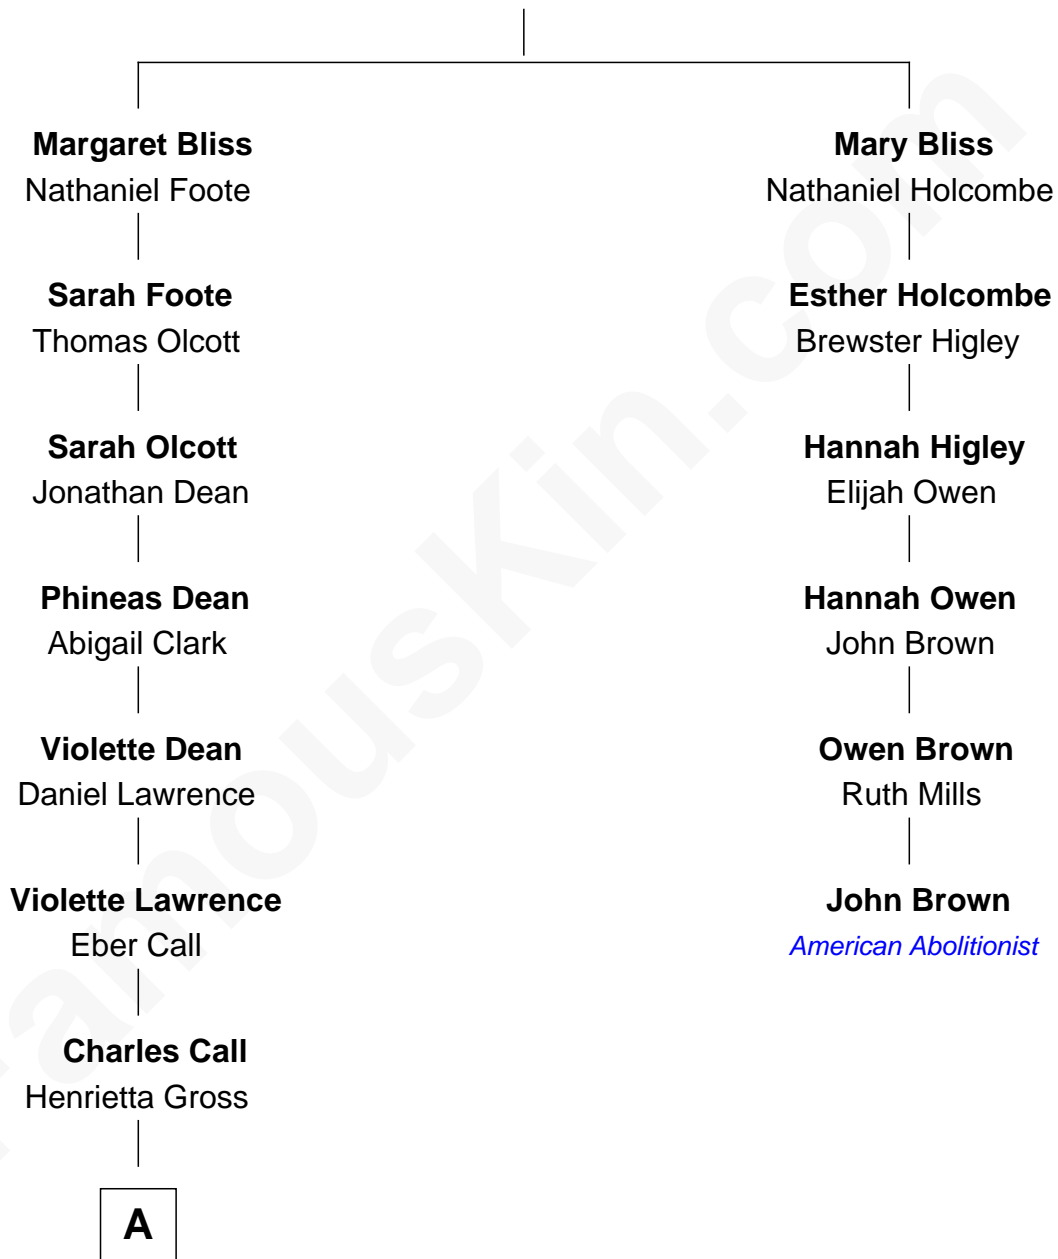 Margaret Bliss
Nathaniel Foote
Mary Bliss
Nathaniel Holcombe
Sarah Foote
Thomas Olcott
Esther Holcombe
Brewster Higley
Sarah Olcott
Jonathan Dean
Hannah Higley
Elijah Owen
Phineas Dean
Abigail Clark
Hannah Owen
John Brown
Violette Dean
Daniel Lawrence
Owen Brown
Ruth Mills
Violette Lawrence
Eber Call
John Brown
American Abolitionist
Charles Call
Henrietta Gross
A
FamousKin.com